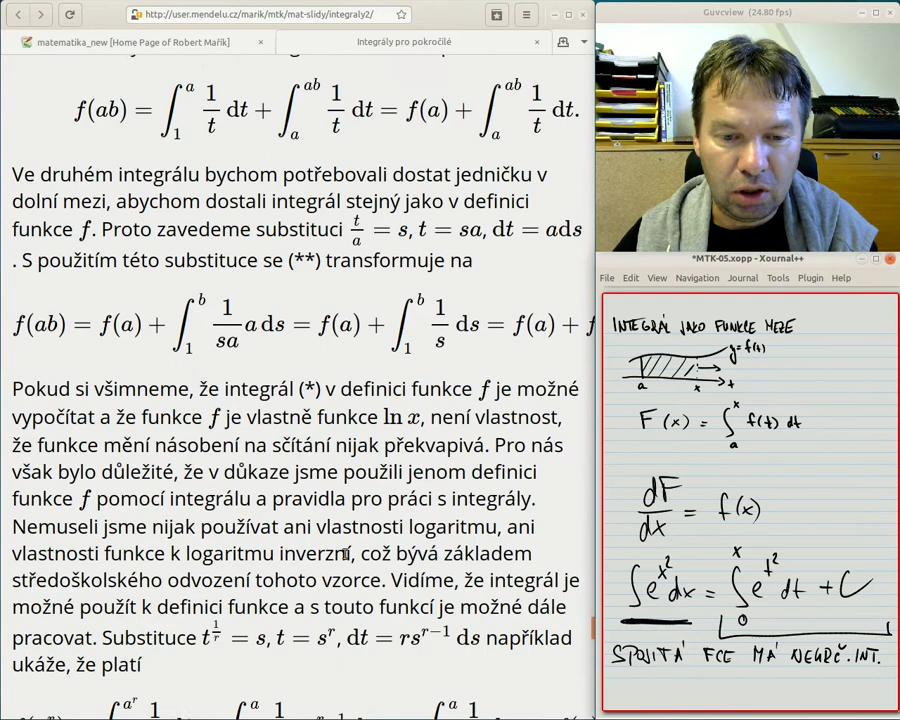 http://user.mendelu.cz/marik/mtk/mat-slidy/integraly2/
matematika_new [Home Page of Robert Mařík]
Integrály pro pokročilé
f(ab) = ∫₁^a 1/t dt + ∫_a^ab 1/t dt = f(a) + ∫_a^ab 1/t dt.
Ve druhém integrálu bychom potřebovali dostat jedničku v
dolní mezi, abychom dostali integrál stejný jako v definici
funkce f. Proto zavedeme substituci t/a = s, t = sa, dt = ads
. S použitím této substituce se (**) transformuje na
f(ab) = f(a) + ∫₁^b 1/sa a ds = f(a) + ∫₁^b 1/s ds = f(a) + f
Pokud si všimneme, že integrál (*) v definici funkce f je možné
vypočítat a že funkce f je vlastně funkce ln x, není vlastnost,
že funkce mění násobení na sčítání nijak překvapivá. Pro nás
však bylo důležité, že v důkaze jsme použili jenom definici
funkce f pomocí integrálu a pravidla pro práci s integrály.
Nemuseli jsme nijak používat ani vlastnosti logaritmu, ani
vlastnosti funkce k logaritmu inverzní, což bývá základem
středoškolského odvození tohoto vzorce. Vidíme, že integrál je
možné použít k definici funkce a s touto funkcí je možné dále
pracovat. Substituce t^(1/r) = s, t = s^r, dt = rs^(r−1) ds například
ukáže, že platí
Guvcview (24.80 fps)
*MTK-05.xopp - Xournal++
File Edit View Navigation Journal Tools Plugin Help
INTEGRÁL JAKO FUNKCE MEZE
y=f(t)
a x t
F(x) = ∫_a^x f(t) dt
dF/dx = f(x)
∫e^(x²) dx = ∫₀^x e^(t²) dt + C
SPOJITÁ FCE MÁ NEURČ. INT.